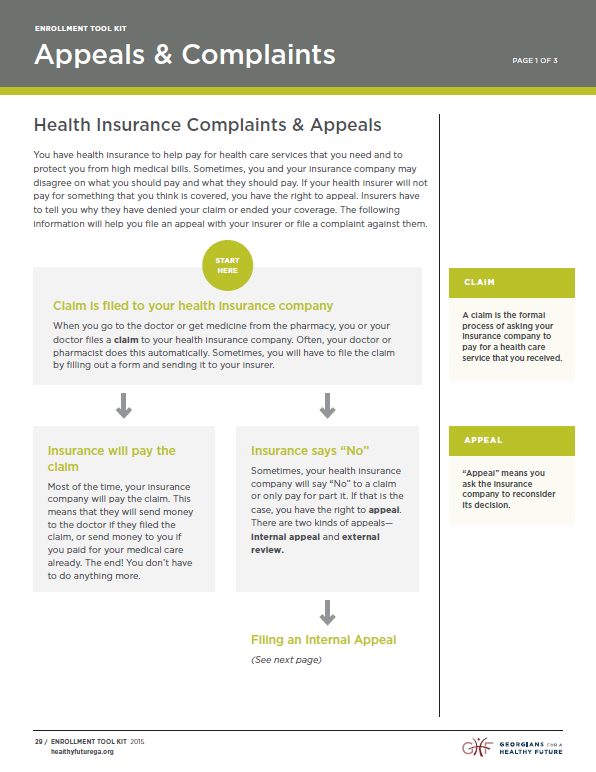 ENROLLMENT TOOL KIT
Appeals & Complaints
PAGE 1 OF 3
Health Insurance Complaints & Appeals
You have health insurance to help pay for health care services that you need and to
protect you from high medical bills. Sometimes, you and your insurance company may
disagree on what you should pay and what they should pay. If your health insurer will not
pay for something that you think is covered, you have the right to appeal. Insurers have
to tell you why they have denied your claim or ended your coverage. The following
information will help you file an appeal with your insurer or file a complaint against them.
START
HERE
Claim is filed to your health insurance company
When you go to the doctor or get medicine from the pharmacy, you or your
doctor files a claim to your health insurance company. Often, your doctor or
pharmacist does this automatically. Sometimes, you will have to file the claim
by filling out a form and sending it to your insurer.
CLAIM
A claim is the formal
process of asking your
insurance company to
pay for a health care
service that you received.
Insurance will pay the
claim
Most of the time, your insurance
company will pay the claim. This
means that they will send money
to the doctor if they filed the
claim, or send money to you if
you paid for your medical care
already. The end! You don't have
to do anything more.
Insurance says “No”
Sometimes, your health insurance
company will say “No” to a claim
or only pay for part it. If that is the
case, you have the right to appeal.
There are two kinds of appeals—
internal appeal and external
review.
APPEAL
“Appeal” means you
ask the insurance
company to reconsider
its decision.
Filing an Internal Appeal
(See next page)
29 / ENROLLMENT TOOL KIT 2015
healthyfuturega.org
GHF
GEORGIANS FOR A
HEALTHY FUTURE